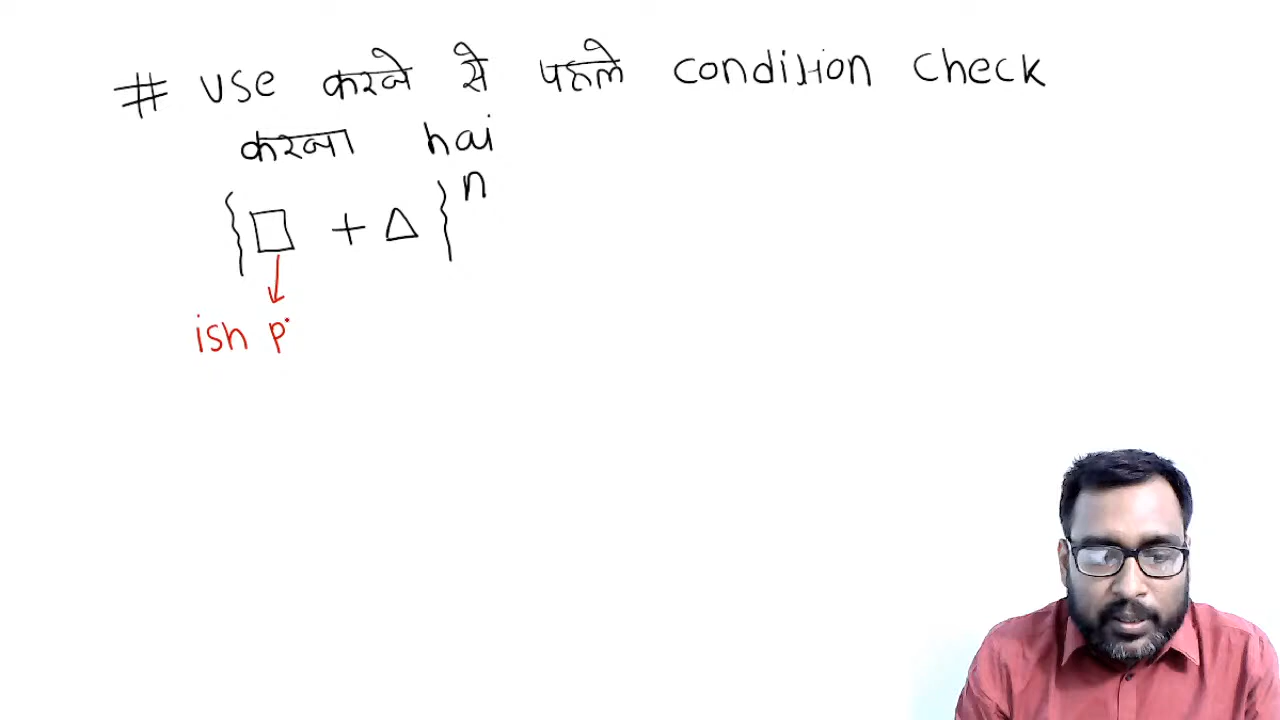 # use करने से पहले condition check
करना hai
{□ + △}ⁿ
ish p